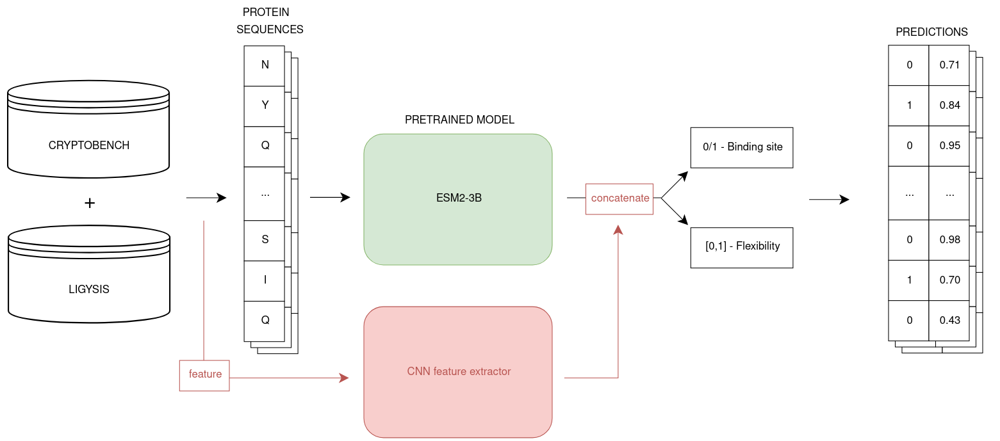 PROTEIN
SEQUENCES
N
Y
Q
...
S
I
Q
CRYPTOBENCH
+
LIGYSIS
feature
PRETRAINED MODEL
ESM2-3B
CNN feature extractor
concatenate
0/1 - Binding site
[0,1] - Flexibility
PREDICTIONS
0 0.71
1 0.84
0 0.95
... ...
0 0.98
1 0.70
0 0.43